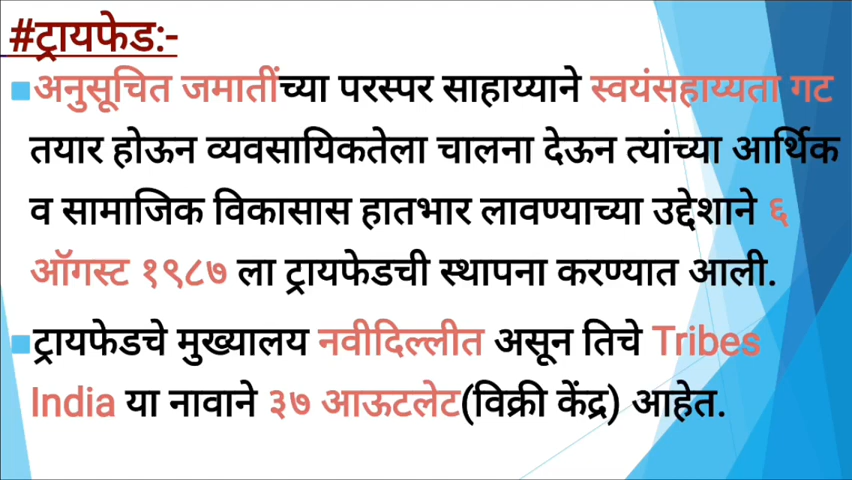 #ट्रायफेड:-
अनुसूचित जमातींच्या परस्पर साहाय्याने स्वयंसहाय्यता गट
तयार होऊन व्यवसायिकतेला चालना देऊन त्यांच्या आर्थिक
व सामाजिक विकासास हातभार लावण्याच्या उद्देशाने ६
ऑगस्ट १९८७ ला ट्रायफेडची स्थापना करण्यात आली.
ट्रायफेडचे मुख्यालय नवीदिल्लीत असून तिचे Tribes
India या नावाने ३७ आऊटलेट(विक्री केंद्र) आहेत.